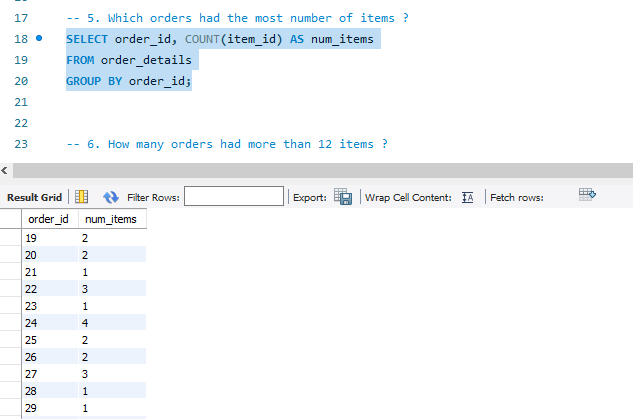 17 -- 5. Which orders had the most number of items ?
18 SELECT order_id, COUNT(item_id) AS num_items
19 FROM order_details
20 GROUP BY order_id;
21
22
23 -- 6. How many orders had more than 12 items ?
Result Grid Filter Rows: Export: Wrap Cell Content: IA Fetch rows:
order_id num_items
19 2
20 2
21 1
22 3
23 1
24 4
25 2
26 2
27 3
28 1
29 1